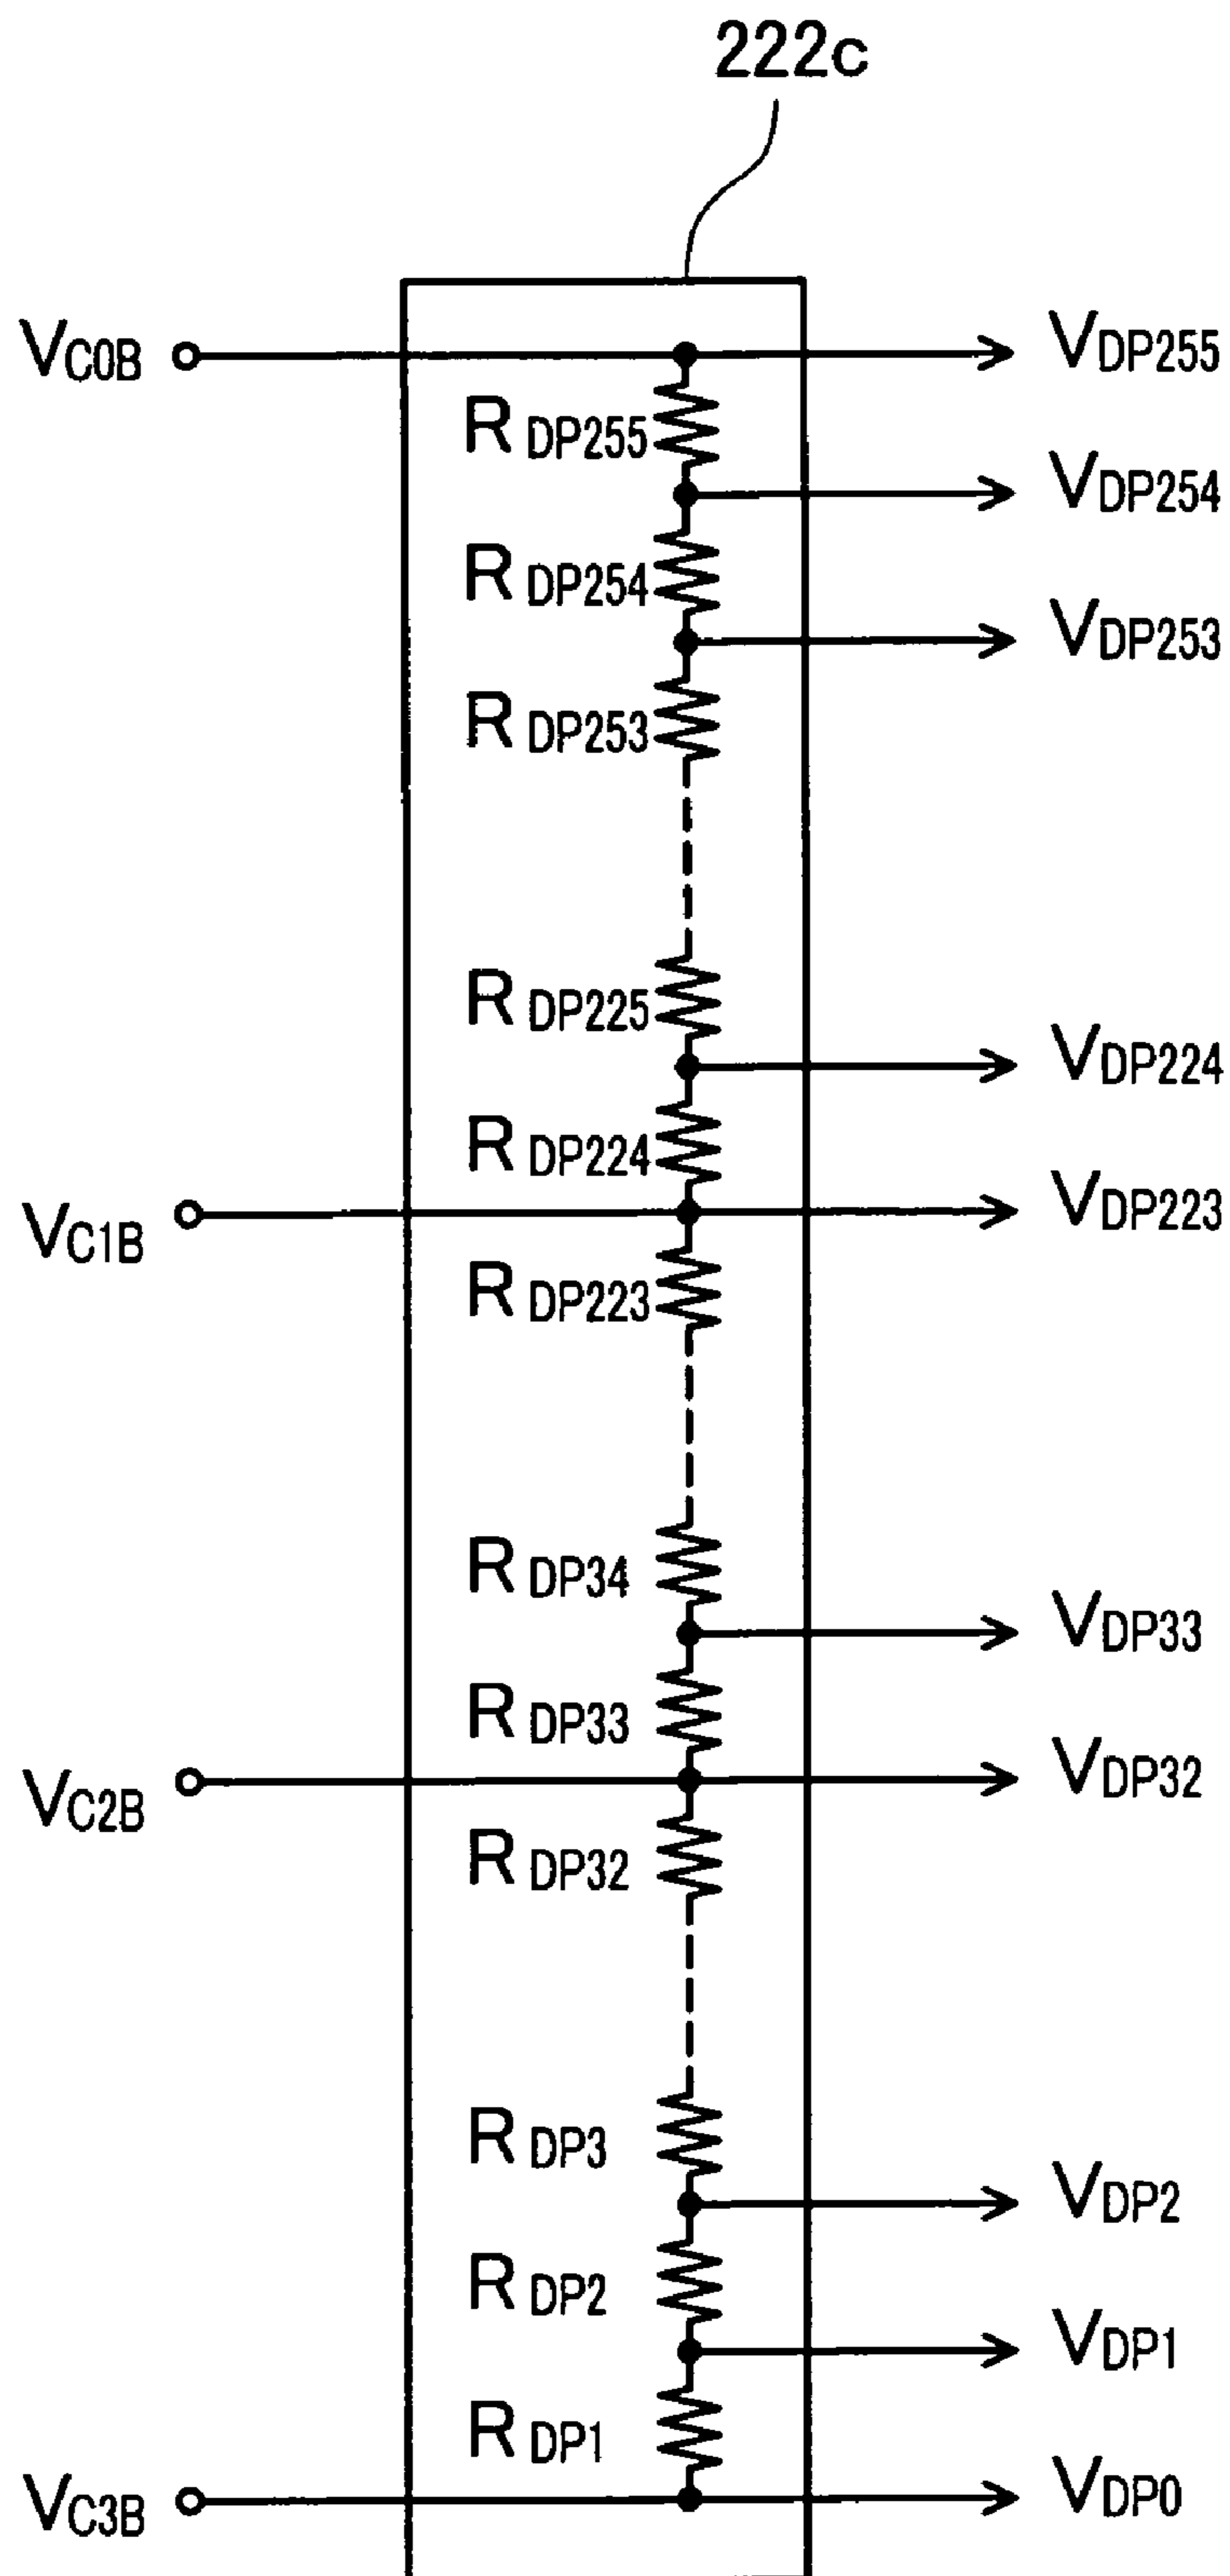 222c
VC0B VDP255
RDP255
VDP254
RDP254
VDP253
RDP253
RDP225
VDP224
RDP224
VC1B VDP223
RDP223
RDP34
VDP33
RDP33
VC2B VDP32
RDP32
RDP3
VDP2
RDP2
VDP1
RDP1
VC3B VDP0